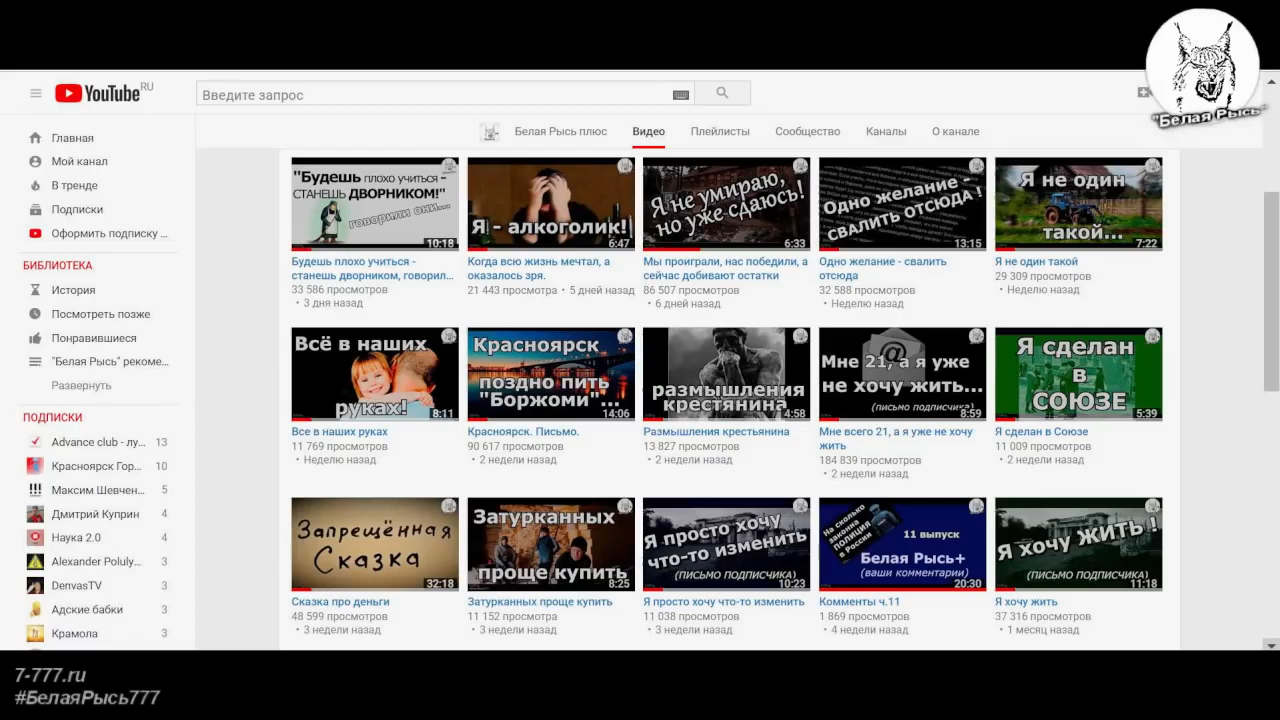 "Белая Рысь"
YouTube RU
Введите запрос
Белая Рысь плюс Видео Плейлисты Сообщество Каналы О канале
Главная
Мой канал
В тренде
Подписки
Оформить подписку ...
БИБЛИОТЕКА
История
Посмотреть позже
Понравившиеся
"Белая Рысь" рекоме...
Развернуть
ПОДПИСКИ
Advance club - лу... 13
Красноярск Гор... 10
Максим Шевчен... 5
Дмитрий Куприн 4
Наука 2.0 4
Alexander Poluly... 3
DenvasTV 3
Адские бабки 3
Крамола 3
"Будешь плохо учиться -
станешь ДВОРНИКОМ!"
говорили они...
10:18
Будешь плохо учиться -
станешь дворником, говорил...
33 586 просмотров
• 3 дня назад
Я - алкоголик!
6:47
Когда всю жизнь мечтал, а
оказалось зря.
21 443 просмотра • 5 дней назад
Я не умираю,
но уже сдаюсь!
6:33
Мы проиграли, нас победили, а
сейчас добивают остатки
86 507 просмотров
• 6 дней назад
Одно желание -
свалить отсюда !
13:15
Одно желание - свалить
отсюда
32 588 просмотров
• Неделю назад
Я не один
такой...
7:22
Я не один такой
29 309 просмотров
• Неделю назад
Всё в наших
руках!
8:11
Все в наших руках
11 769 просмотров
• Неделю назад
Красноярск
поздно пить
"Боржоми"...
14:06
Красноярск. Письмо.
90 617 просмотров
• 2 недели назад
размышления
крестьянина
4:58
Размышления крестьянина
13 827 просмотров
• 2 недели назад
Мне 21, а я уже
не хочу жить...
(письмо подписчика)
8:59
Мне всего 21, а я уже не хочу
жить
184 839 просмотров
• 2 недели назад
Я сделан
в
СОЮЗЕ
5:39
Я сделан в Союзе
11 009 просмотров
• 2 недели назад
Запрещённая
Сказка
32:18
Сказка про деньги
48 599 просмотров
• 3 недели назад
Затурканных
проще купить
8:25
Затурканных проще купить
11 152 просмотра
• 3 недели назад
Я просто хочу
что-то изменить
(ПИСЬМО ПОДПИСЧИКА)
10:23
Я просто хочу что-то изменить
11 038 просмотров
• 3 недели назад
На сколько
законна
ПОЛИЦИЯ
в России
11 выпуск
Белая Рысь+
(ваши комментарии)
20:30
Комменты ч.11
1 869 просмотров
• 4 недели назад
Я хочу ЖИТЬ !
(ПИСЬМО ПОДПИСЧИКА)
11:18
Я хочу жить
37 316 просмотров
• 1 месяц назад
7-777.ru
#БелаяРысь777